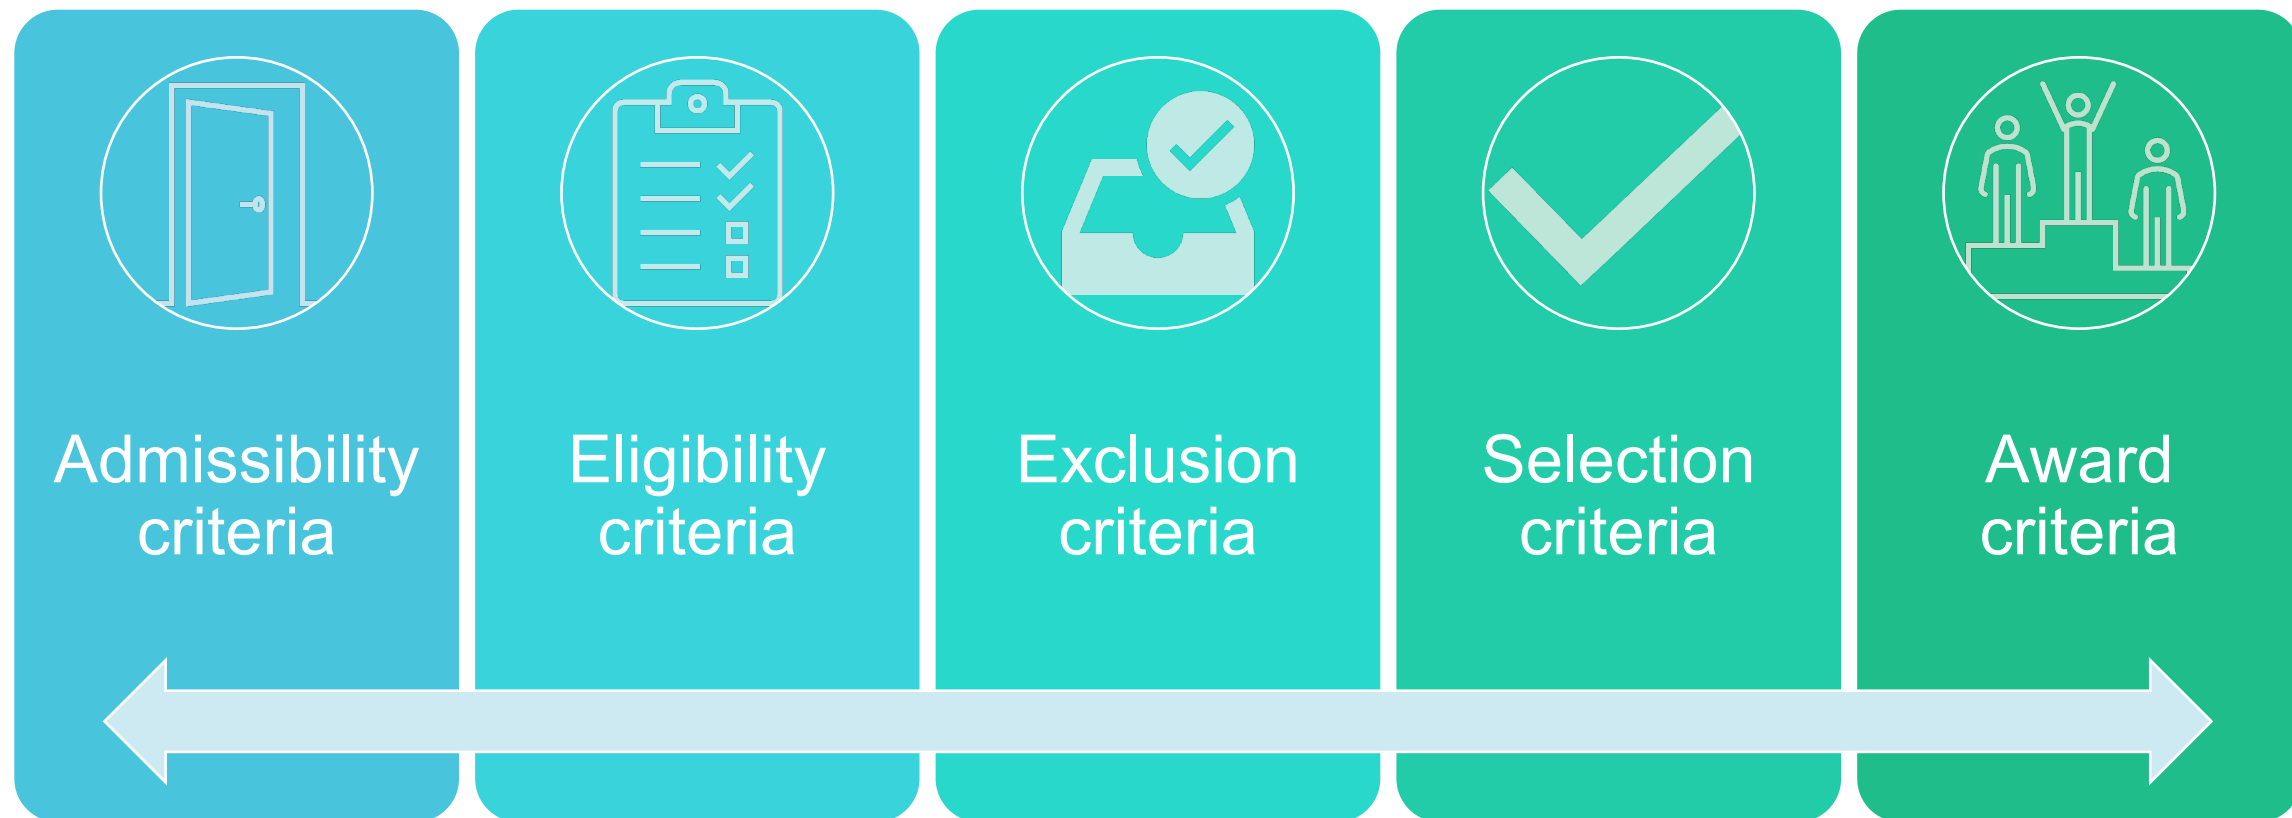 Admissibility
criteria
Eligibility
criteria
Exclusion
criteria
Selection
criteria
Award
criteria